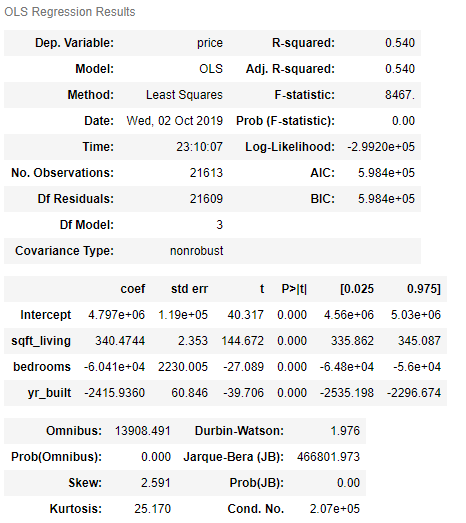 OLS Regression Results
Dep. Variable: price R-squared: 0.540
Model: OLS Adj. R-squared: 0.540
Method: Least Squares F-statistic: 8467.
Date: Wed, 02 Oct 2019 Prob (F-statistic): 0.00
Time: 23:10:07 Log-Likelihood: -2.9920e+05
No. Observations: 21613 AIC: 5.984e+05
Df Residuals: 21609 BIC: 5.984e+05
Df Model: 3
Covariance Type: nonrobust
coef std err t P>|t| [0.025 0.975]
Intercept 4.797e+06 1.19e+05 40.317 0.000 4.56e+06 5.03e+06
sqft_living 340.4744 2.353 144.672 0.000 335.862 345.087
bedrooms -6.041e+04 2230.005 -27.089 0.000 -6.48e+04 -5.6e+04
yr_built -2415.9360 60.846 -39.706 0.000 -2535.198 -2296.674
Omnibus: 13908.491 Durbin-Watson: 1.976
Prob(Omnibus): 0.000 Jarque-Bera (JB): 466801.973
Skew: 2.591 Prob(JB): 0.00
Kurtosis: 25.170 Cond. No. 2.07e+05